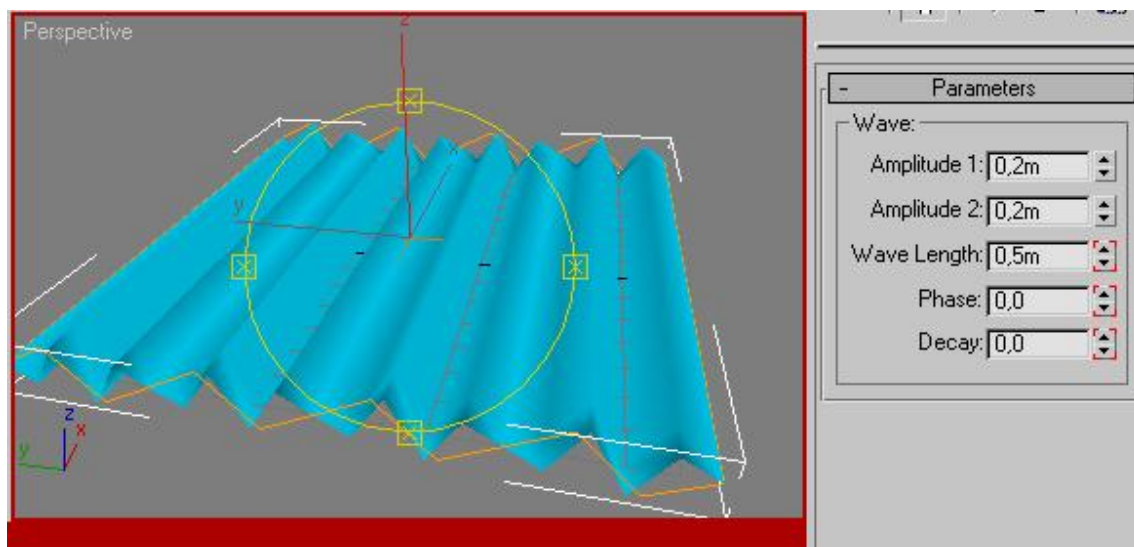 Perspective
z
x
y
z
x
y
- Parameters
Wave:
Amplitude 1: 0,2m
Amplitude 2: 0,2m
Wave Length: 0,5m
Phase: 0,0
Decay: 0,0